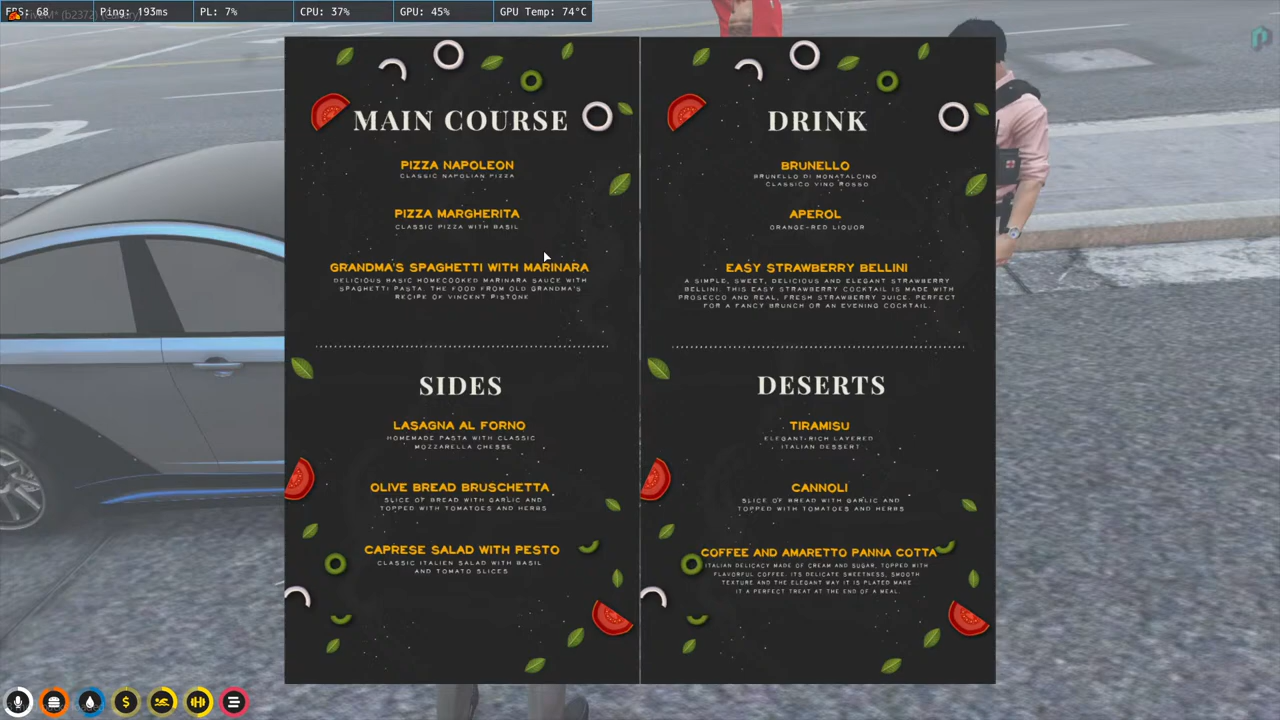 FPS: 68
Ping: 193ms
PL: 7%
CPU: 37%
GPU: 45%
GPU Temp: 74°C
MAIN COURSE
PIZZA NAPOLEON
CLASSIC NAPOLIAN PIZZA
PIZZA MARGHERITA
CLASSIC PIZZA WITH BASIL
GRANDMA'S SPAGHETTI WITH MARINARA
DELICIOUS BASIC HOMECOOKED MARINARA SAUCE WITH
SPAGHETTI PASTA. THE FOOD FROM OLD GRANDMA'S
RECIPE OF VINCENT PISTONE
SIDES
LASAGNA AL FORNO
HOMEMADE PASTA WITH CLASSIC
MOZZARELLA CHESSE
OLIVE BREAD BRUSCHETTA
SLICE OF BREAD WITH GARLIC AND
TOPPED WITH TOMATOES AND HERBS
CAPRESE SALAD WITH PESTO
CLASSIC ITALIEN SALAD WITH BASIL
AND TOMATO SLICES
DRINK
BRUNELLO
BRUNELLO DI MONATALCINO
CLASSICO VINO ROSSO
APEROL
ORANGE-RED LIQUOR
EASY STRAWBERRY BELLINI
A SIMPLE, SWEET, DELICIOUS AND ELEGANT STRAWBERRY
BELLINI. THIS EASY STRAWBERRY COCKTAIL IS MADE WITH
PROSECCO AND REAL, FRESH STRAWBERRY JUICE. PERFECT
FOR A FANCY BRUNCH OR AN EVENING COCKTAIL.
DESERTS
TIRAMISU
ELEGANT-RICH LAYERED
ITALIAN DESSERT
CANNOLI
SLICE OF BREAD WITH GARLIC AND
TOPPED WITH TOMATOES AND HERBS
COFFEE AND AMARETTO PANNA COTTA
ITALIAN DELICACY MADE OF CREAM AND SUGAR, TOPPED WITH
FLAVORFUL COFFEE. ITS DELICATE SWEETNESS, SMOOTH
TEXTURE AND THE ELEGANT WAY IT IS PLATED MAKE
IT A PERFECT TREAT AT THE END OF A MEAL.